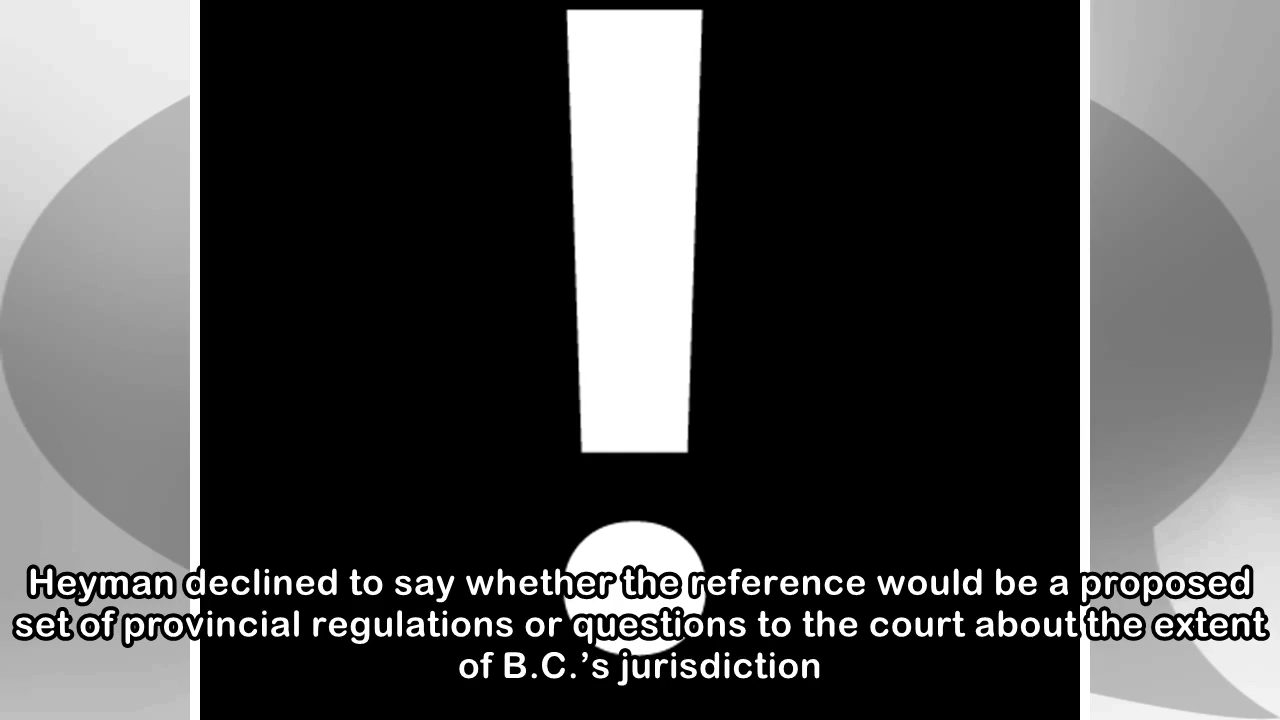 Heyman declined to say whether the reference would be a proposed
set of provincial regulations or questions to the court about the extent
of B.C.’s jurisdiction